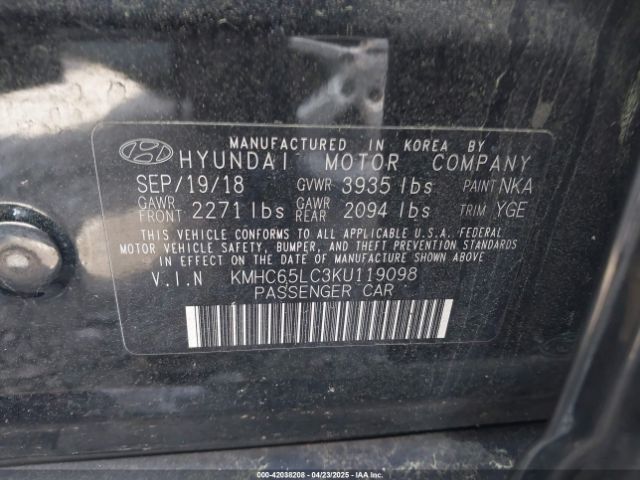 MANUFACTURED IN KOREA BY
HYUNDAI MOTOR COMPANY
SEP/19/18 GVWR 3935 lbs PAINT NKA
GAWR FRONT 2271 lbs GAWR REAR 2094 lbs TRIM YGE
THIS VEHICLE CONFORMS TO ALL APPLICABLE U.S.A. FEDERAL
MOTOR VEHICLE SAFETY, BUMPER, AND THEFT PREVENTION STANDARDS
IN EFFECT ON THE DATE OF MANUFACTURE SHOWN ABOVE.
V.I.N KMHC65LC3KU119098
PASSENGER CAR
000-42038208 - 04/23/2025 - IAA Inc.